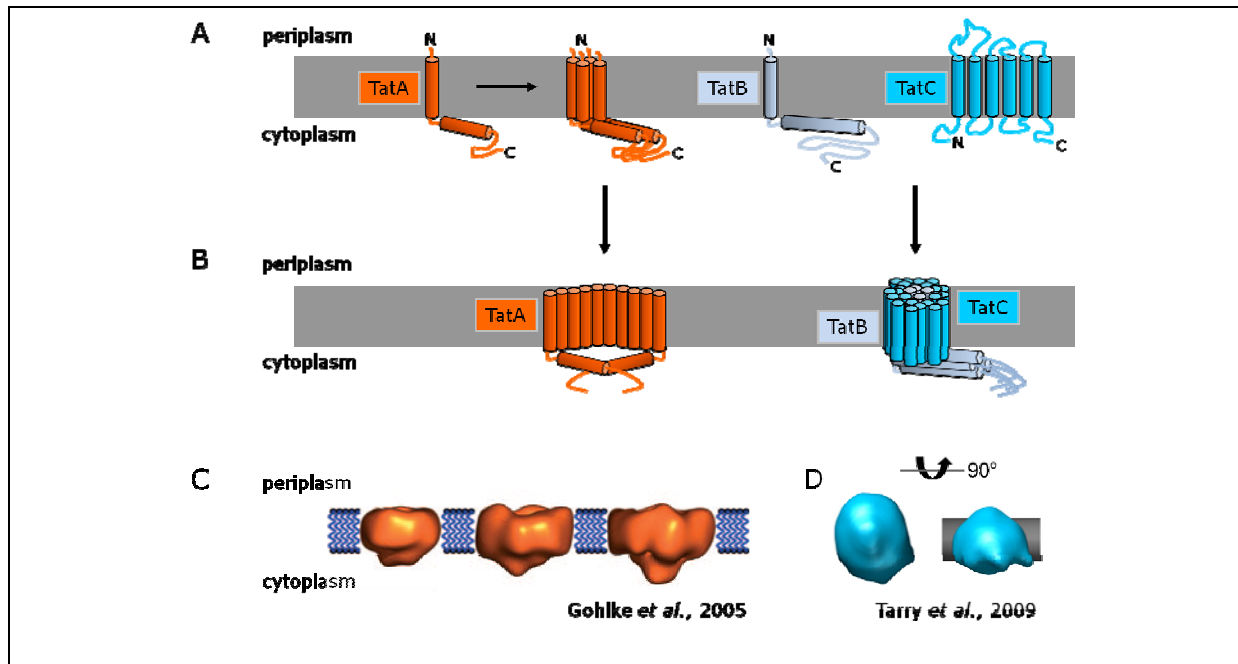 A
periplasm
N
N
N
TatA
TatB
TatC
cytoplasm
C
C
C
N
C
B
periplasm
TatA
TatB
TatC
cytoplasm
C
periplasm
D
90°
cytoplasm
Gohlke et al., 2005
Tarry et al., 2009